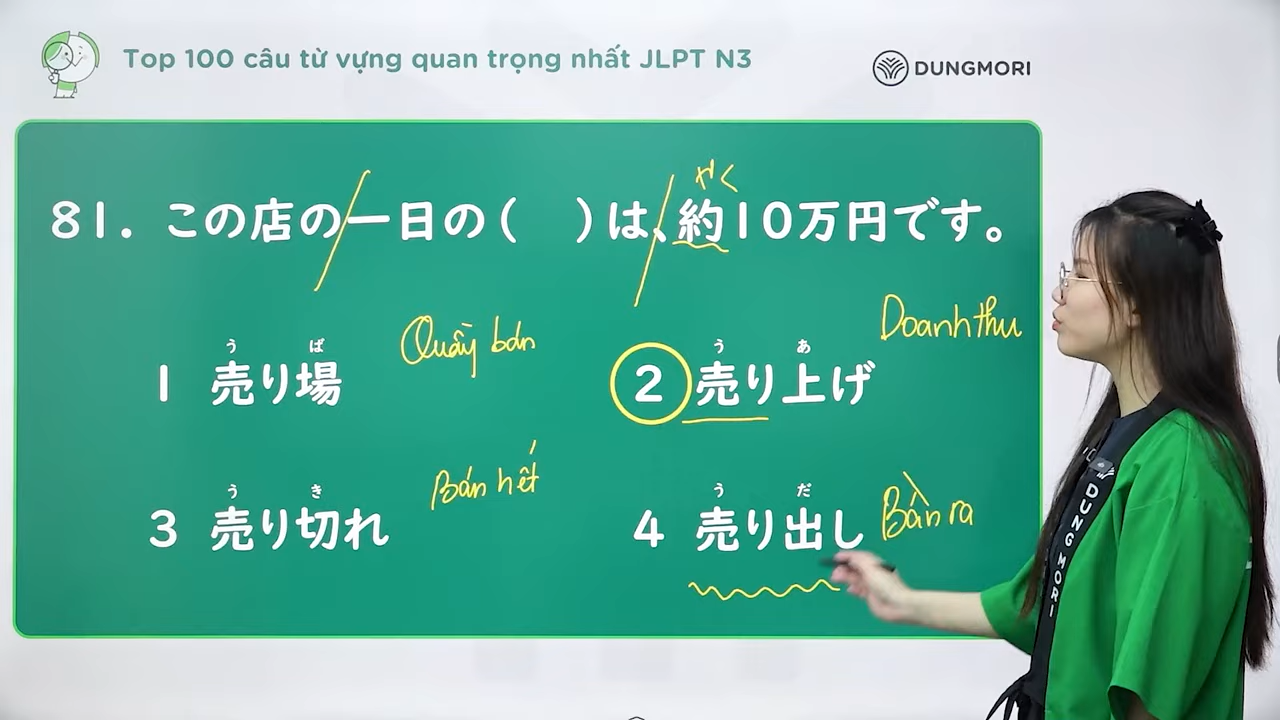 Top 100 câu từ vựng quan trọng nhất JLPT N3
DUNGMORI
やく
81. この店の一日の( )は、約10万円です。
うば
1 売り場
Quầy bán
うあ
2 売り上げ
Doanh thu
うき
3 売り切れ
Bán hết
うだ
4 売り出し
Bán ra
DUNG MORI